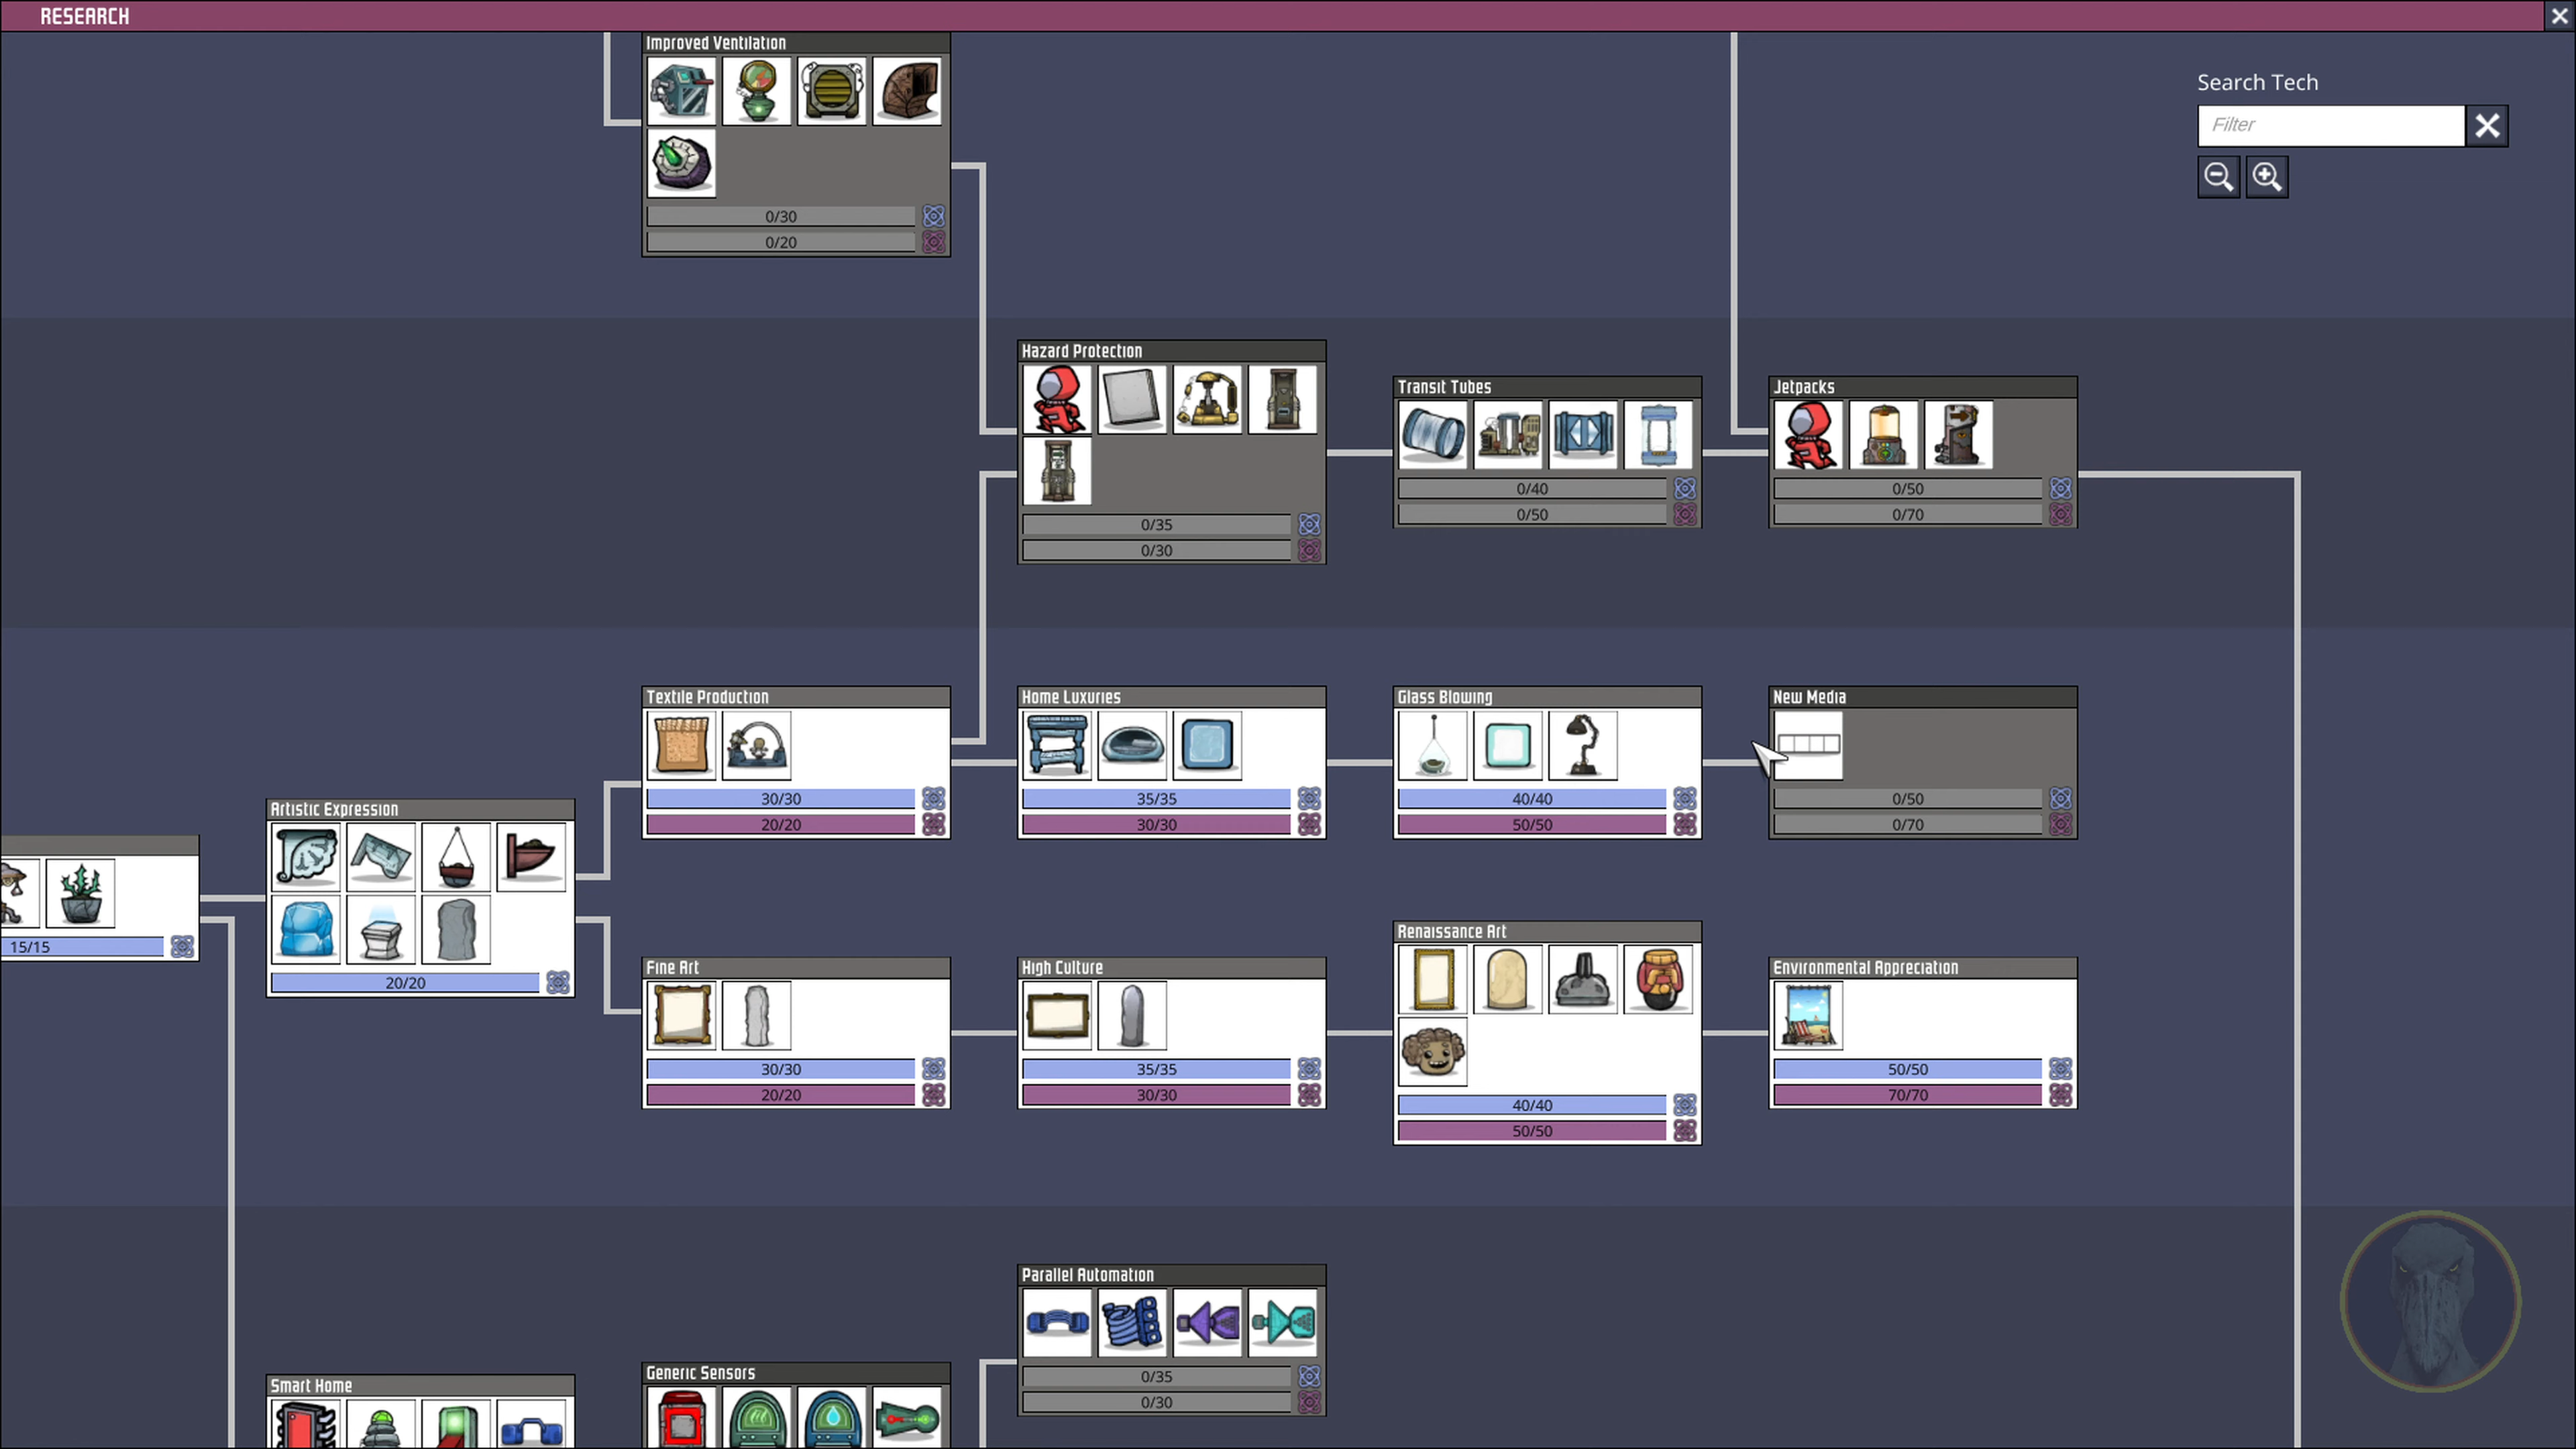 RESEARCH
Search Tech
Filter
Improved Ventilation
0/30
0/20
Hazard Protection
0/35
0/30
Transit Tubes
0/40
0/50
Jetpacks
0/50
0/70
Textile Production
30/30
20/20
Home Luxuries
35/35
30/30
Glass Blowing
40/40
50/50
New Media
0/50
0/70
15/15
Artistic Expression
20/20
Fine Art
30/30
20/20
High Culture
35/35
30/30
Renaissance Art
40/40
50/50
Environmental Appreciation
50/50
70/70
Parallel Automation
0/35
0/30
Smart Home
Generic Sensors